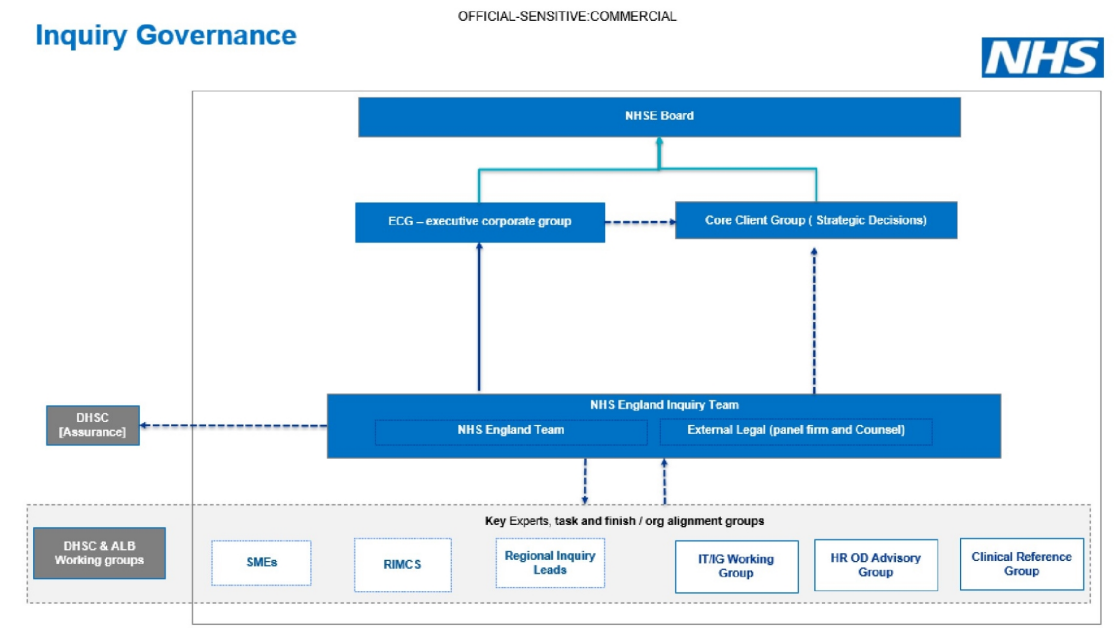 OFFICIAL-SENSITIVE:COMMERCIAL
Inquiry Governance
NHS
NHSE Board
ECG – executive corporate group
Core Client Group ( Strategic Decisions)
NHS England Inquiry Team
DHSC
[Assurance]
NHS England Team
External Legal (panel firm and Counsel)
Key Experts, task and finish / org alignment groups
DHSC & ALB
Working groups
SMEs
RIMCS
Regional Inquiry
Leads
IT/IG Working
Group
HR OD Advisory
Group
Clinical Reference
Group